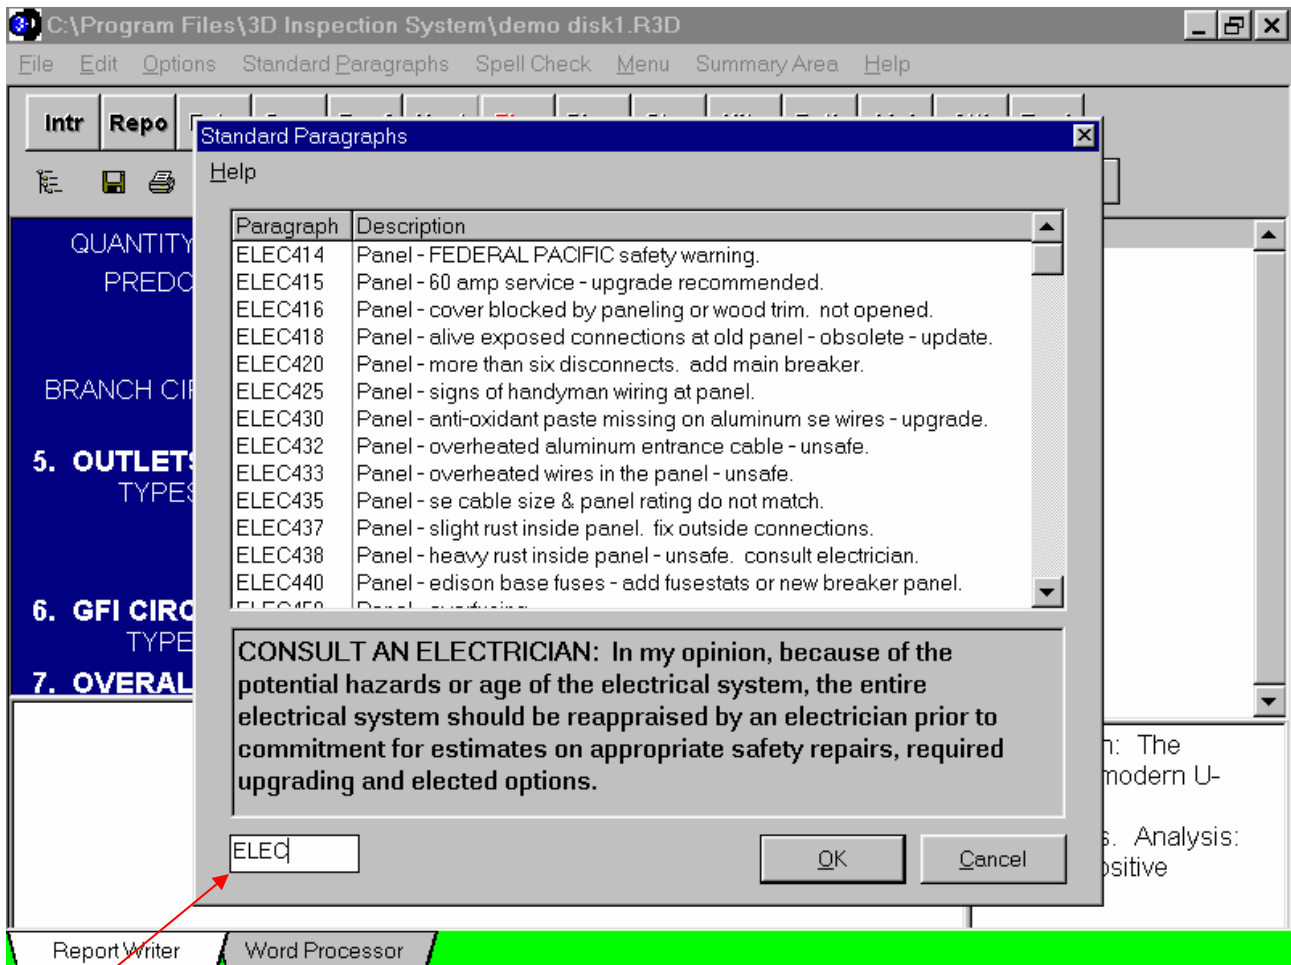 C:\Program Files\3D Inspection System\demo disk1.R3D
File Edit Options Standard Paragraphs Spell Check Menu Summary Area Help
Intr Repo
Standard Paragraphs
Help
Paragraph Description
ELEC414 Panel - FEDERAL PACIFIC safety warning.
ELEC415 Panel - 60 amp service - upgrade recommended.
ELEC416 Panel - cover blocked by paneling or wood trim. not opened.
ELEC418 Panel - alive exposed connections at old panel - obsolete - update.
ELEC420 Panel - more than six disconnects. add main breaker.
ELEC425 Panel - signs of handyman wiring at panel.
ELEC430 Panel - anti-oxidant paste missing on aluminum se wires - upgrade.
ELEC432 Panel - overheated aluminum entrance cable - unsafe.
ELEC433 Panel - overheated wires in the panel - unsafe.
ELEC435 Panel - se cable size & panel rating do not match.
ELEC437 Panel - slight rust inside panel. fix outside connections.
ELEC438 Panel - heavy rust inside panel - unsafe. consult electrician.
ELEC440 Panel - edison base fuses - add fusestats or new breaker panel.
QUANTITY
PREDC
BRANCH CIR
5. OUTLETS
TYPES
6. GFI CIRC
TYPE
7. OVERAL
CONSULT AN ELECTRICIAN: In my opinion, because of the
potential hazards or age of the electrical system, the entire
electrical system should be reappraised by an electrician prior to
commitment for estimates on appropriate safety repairs, required
upgrading and elected options.
ELEC
OK Cancel
n: The
modern U-
s. Analysis:
ositive
Report Writer Word Processor